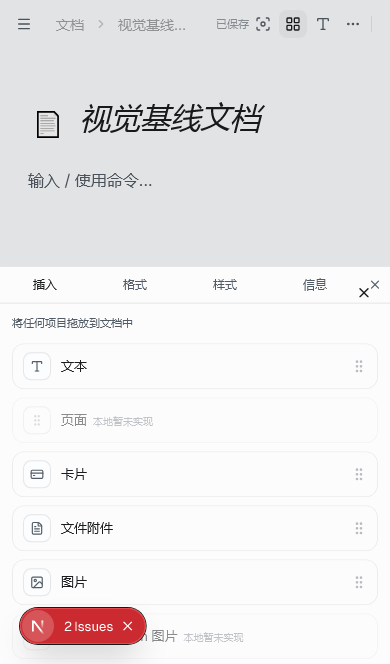 文档 视觉基线... 已保存
视觉基线文档
输入 / 使用命令...
插入 格式 样式 信息
将任何项目拖放到文档中
文本
页面 本地暂未实现
卡片
文件附件
图片
N 2 Issues
图片 本地暂未实现